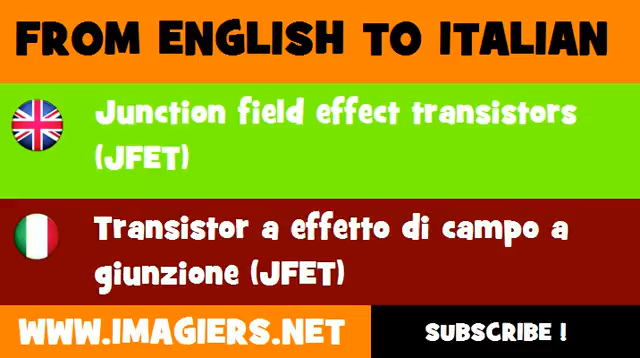 FROM ENGLISH TO ITALIAN
Junction field effect transistors
(JFET)
Transistor a effetto di campo a
giunzione (JFET)
WWW.IMAGIERS.NET
SUBSCRIBE !